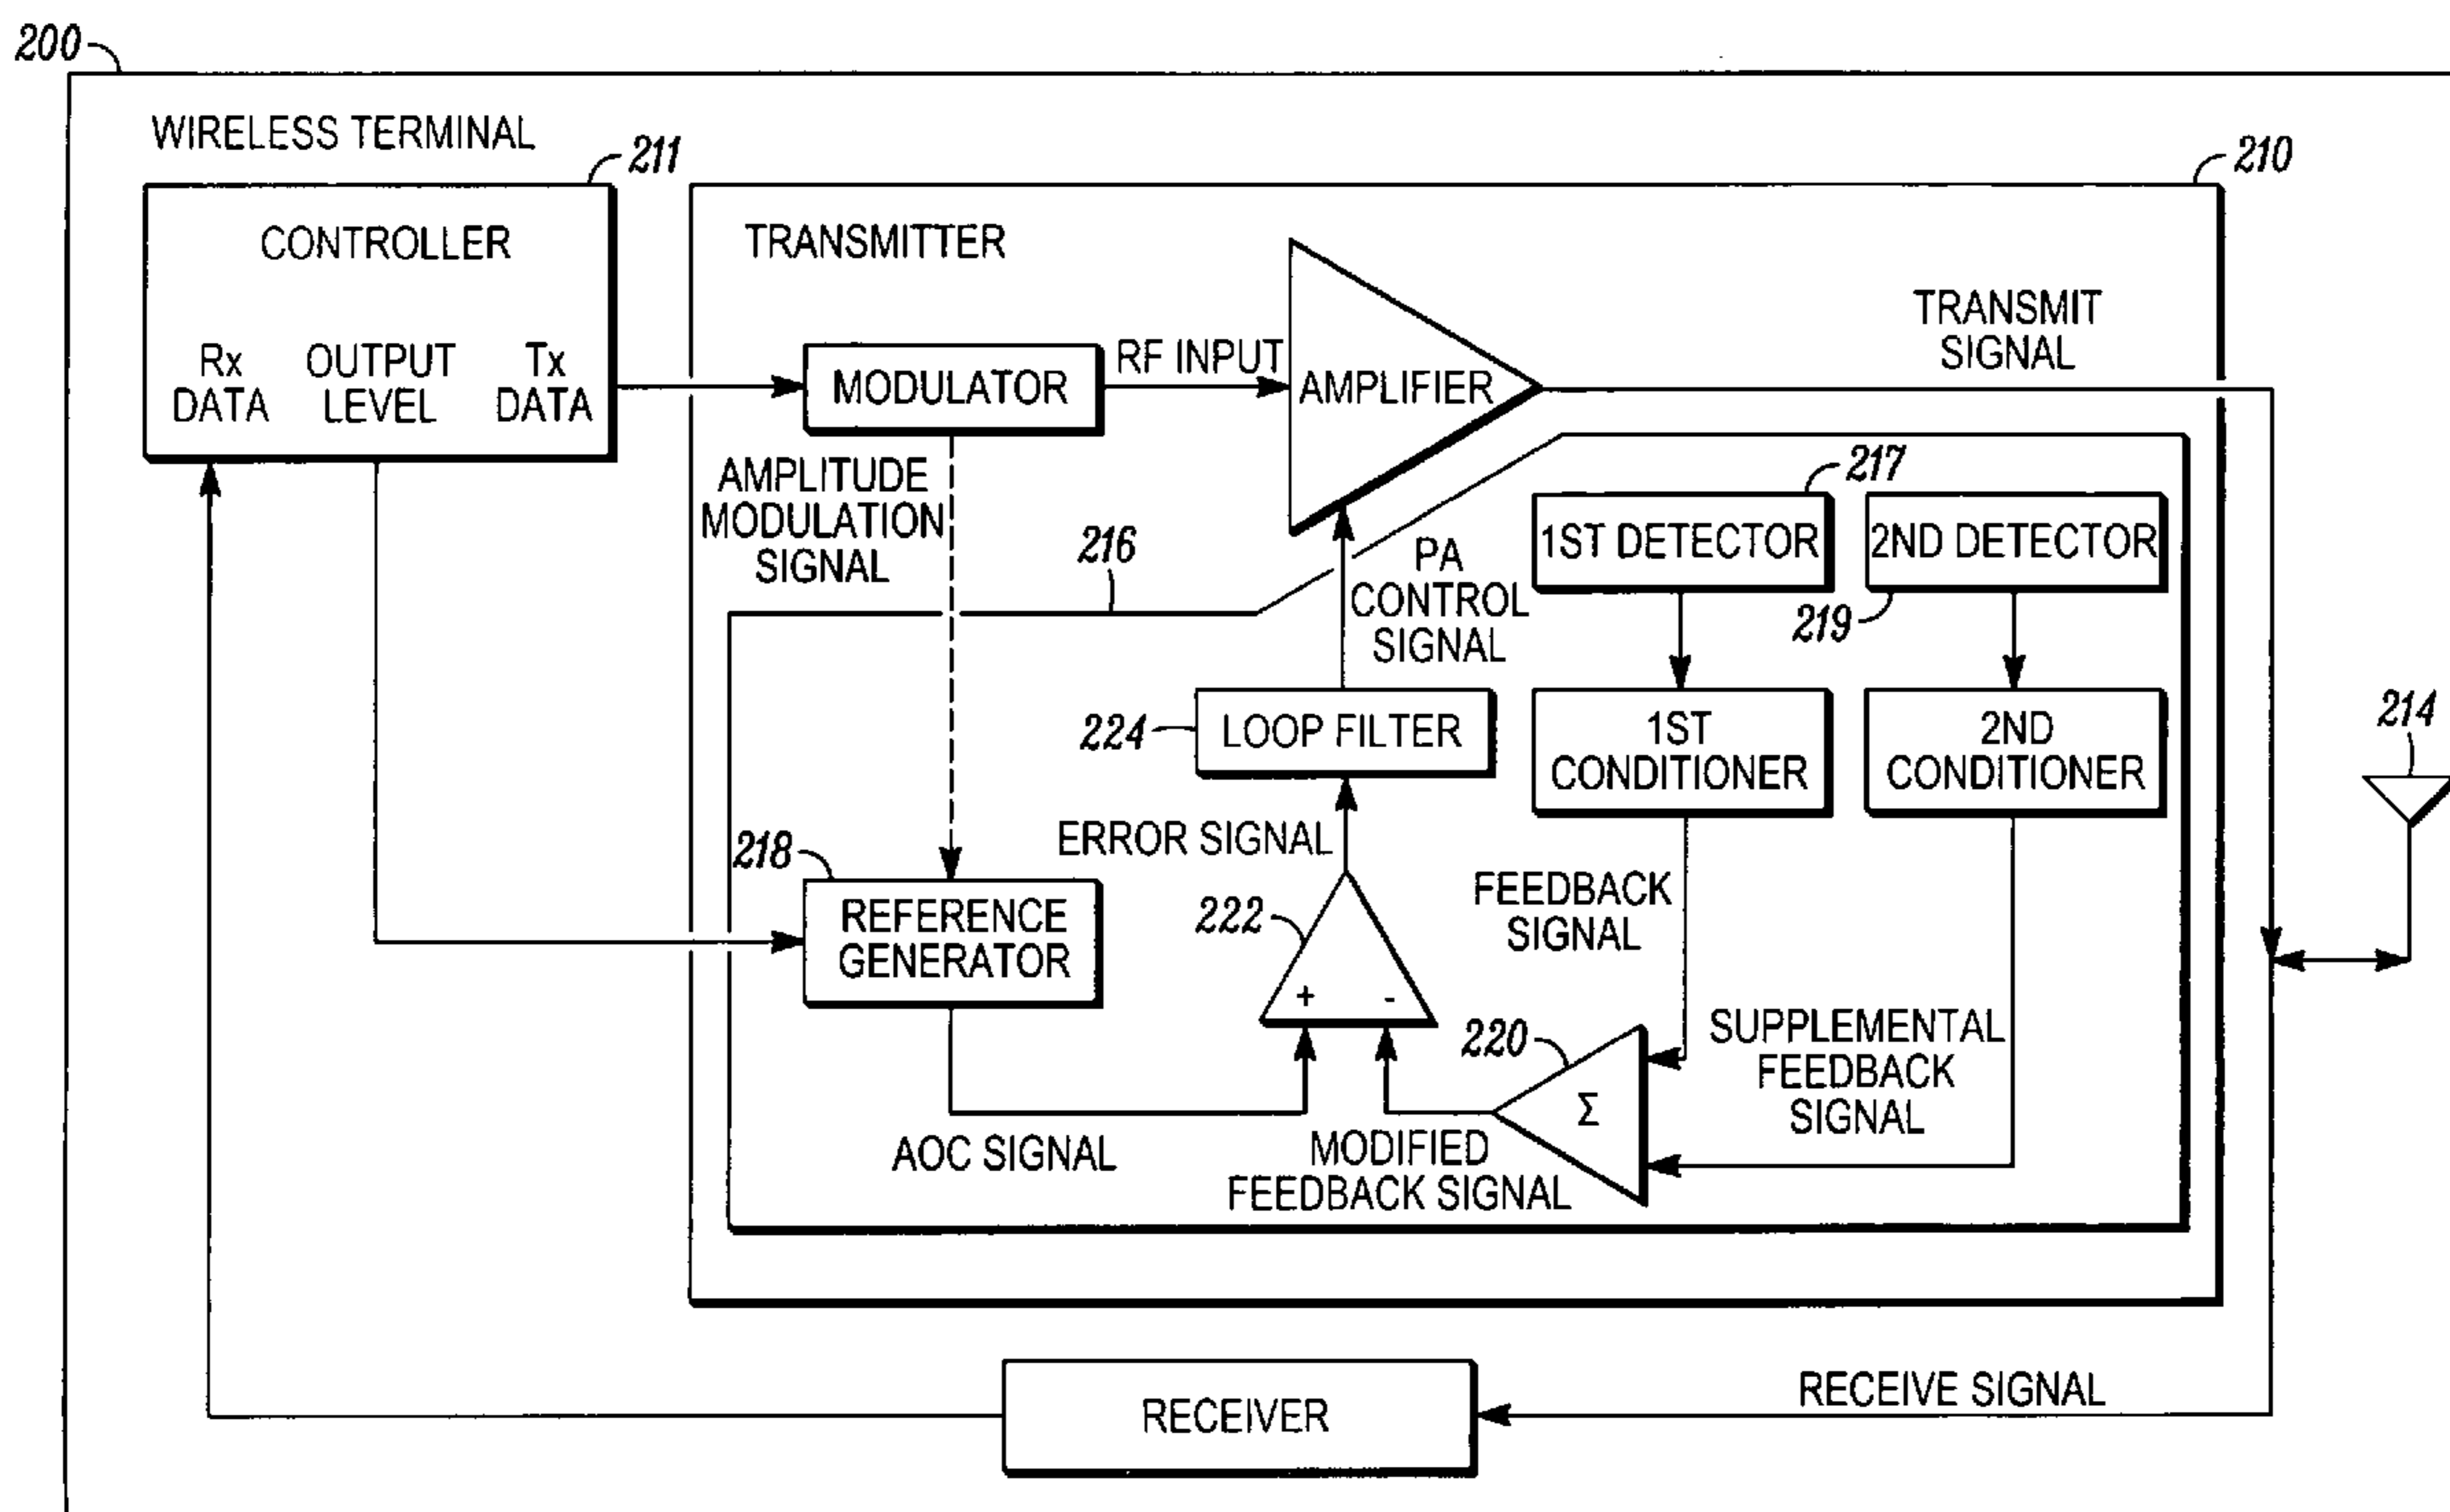 200
WIRELESS TERMINAL
211
210
CONTROLLER
Rx
DATA
OUTPUT
LEVEL
Tx
DATA
TRANSMITTER
MODULATOR
RF INPUT
AMPLIFIER
TRANSMIT
SIGNAL
AMPLITUDE
MODULATION
SIGNAL
216
PA
CONTROL
SIGNAL
217
1ST DETECTOR
2ND DETECTOR
219
224
LOOP FILTER
1ST
CONDITIONER
2ND
CONDITIONER
214
218
REFERENCE
GENERATOR
ERROR SIGNAL
222
+ -
FEEDBACK
SIGNAL
220
Σ
SUPPLEMENTAL
FEEDBACK
SIGNAL
AOC SIGNAL
MODIFIED
FEEDBACK SIGNAL
RECEIVER
RECEIVE SIGNAL